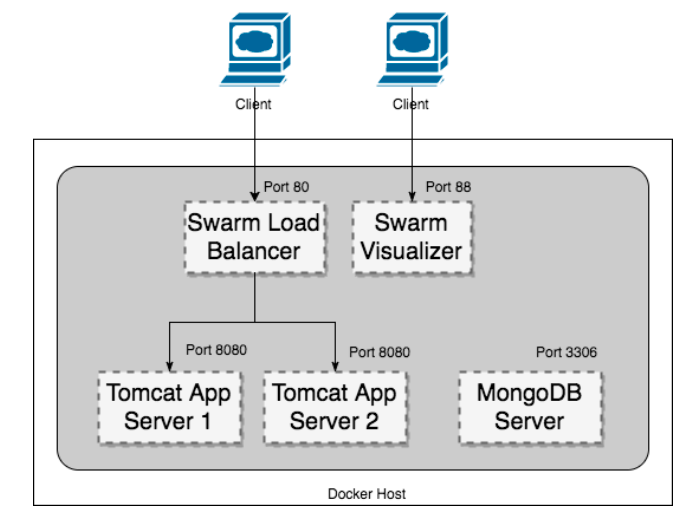 Client
Client
Port 80
Port 88
Swarm Load
Balancer
Swarm
Visualizer
Port 8080
Port 8080
Port 3306
Tomcat App
Server 1
Tomcat App
Server 2
MongoDB
Server
Docker Host